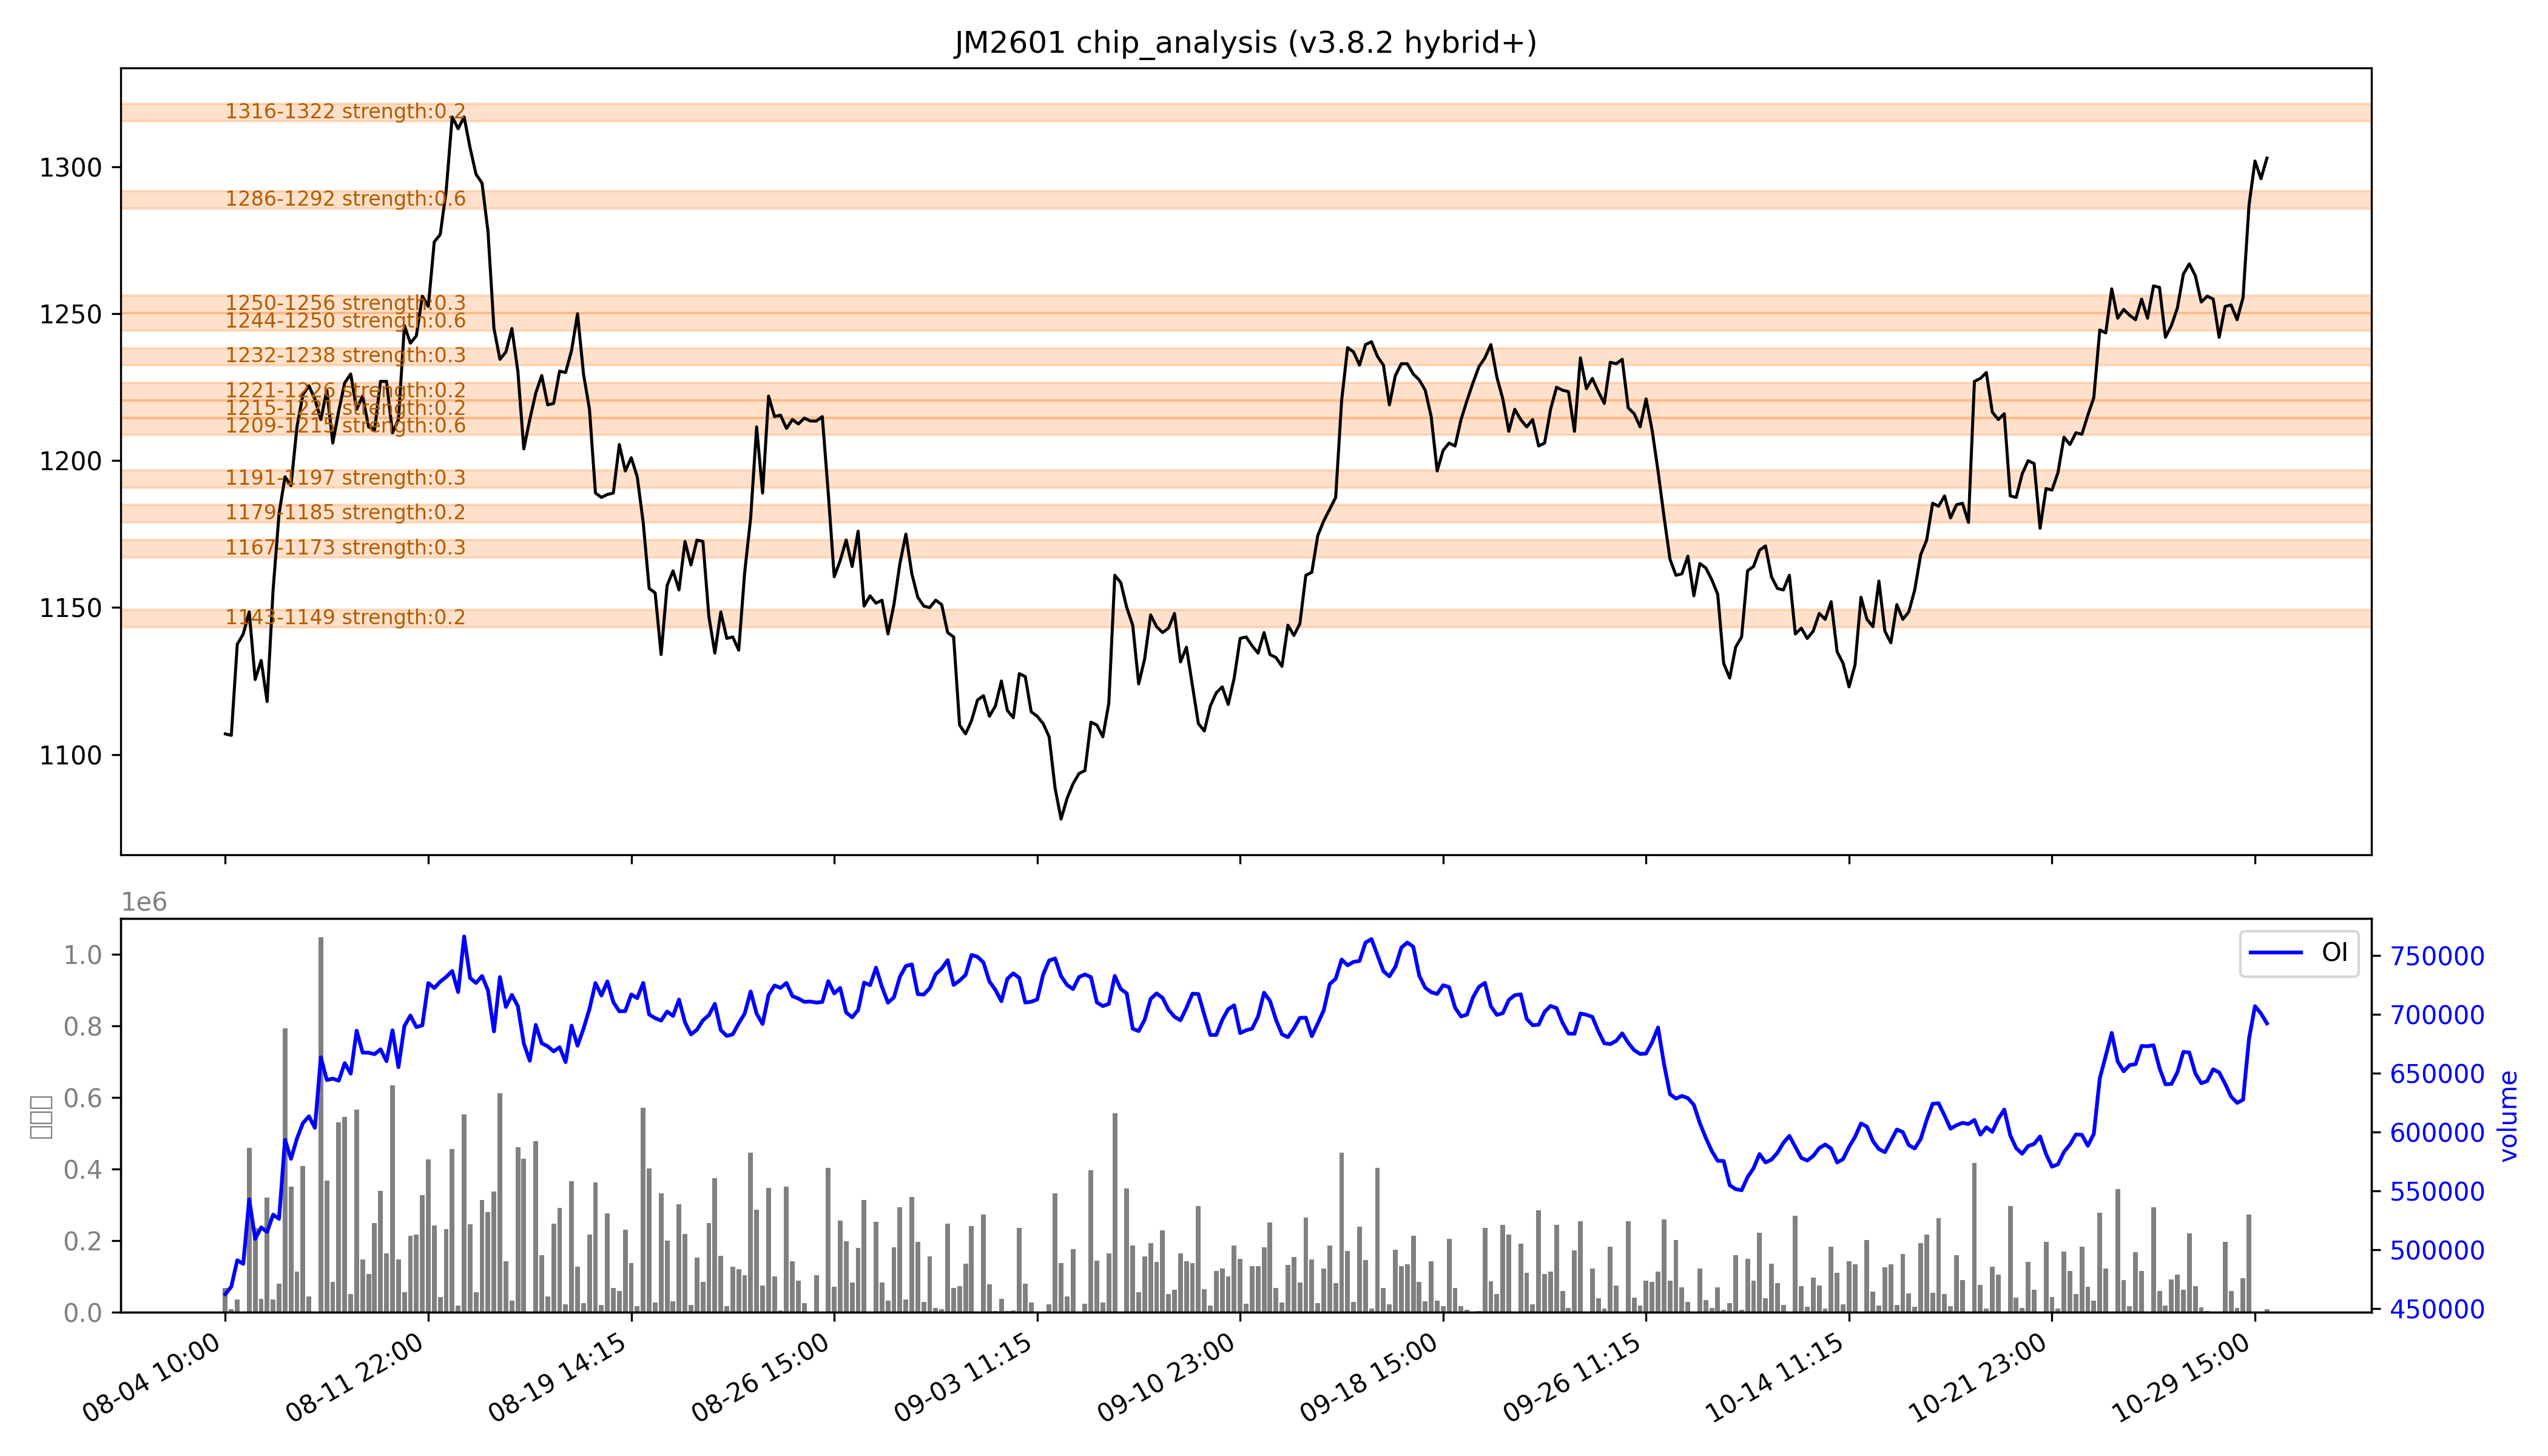 JM2601 chip_analysis (v3.8.2 hybrid+)
1316-1322 strength:0.2
1300
1286-1292 strength:0.6
1250-1256 strength:0.3
1250
1244-1250 strength:0.6
1232-1238 strength:0.3
1221-1226 strength:0.2
1215-1221 strength:0.2
1209-1215 strength:0.6
1200
1191-1197 strength:0.3
1179-1185 strength:0.2
1167-1173 strength:0.3
1150
1143-1149 strength:0.2
1100
1e6
OI
1.0
0.8
0.6
0.4
0.2
0.0
750000
700000
650000
600000
550000
500000
450000
volume
08-04 10:00
08-11 22:00
08-19 14:15
08-26 15:00
09-03 11:15
09-10 23:00
09-18 15:00
09-26 11:15
10-14 11:15
10-21 23:00
10-29 15:00